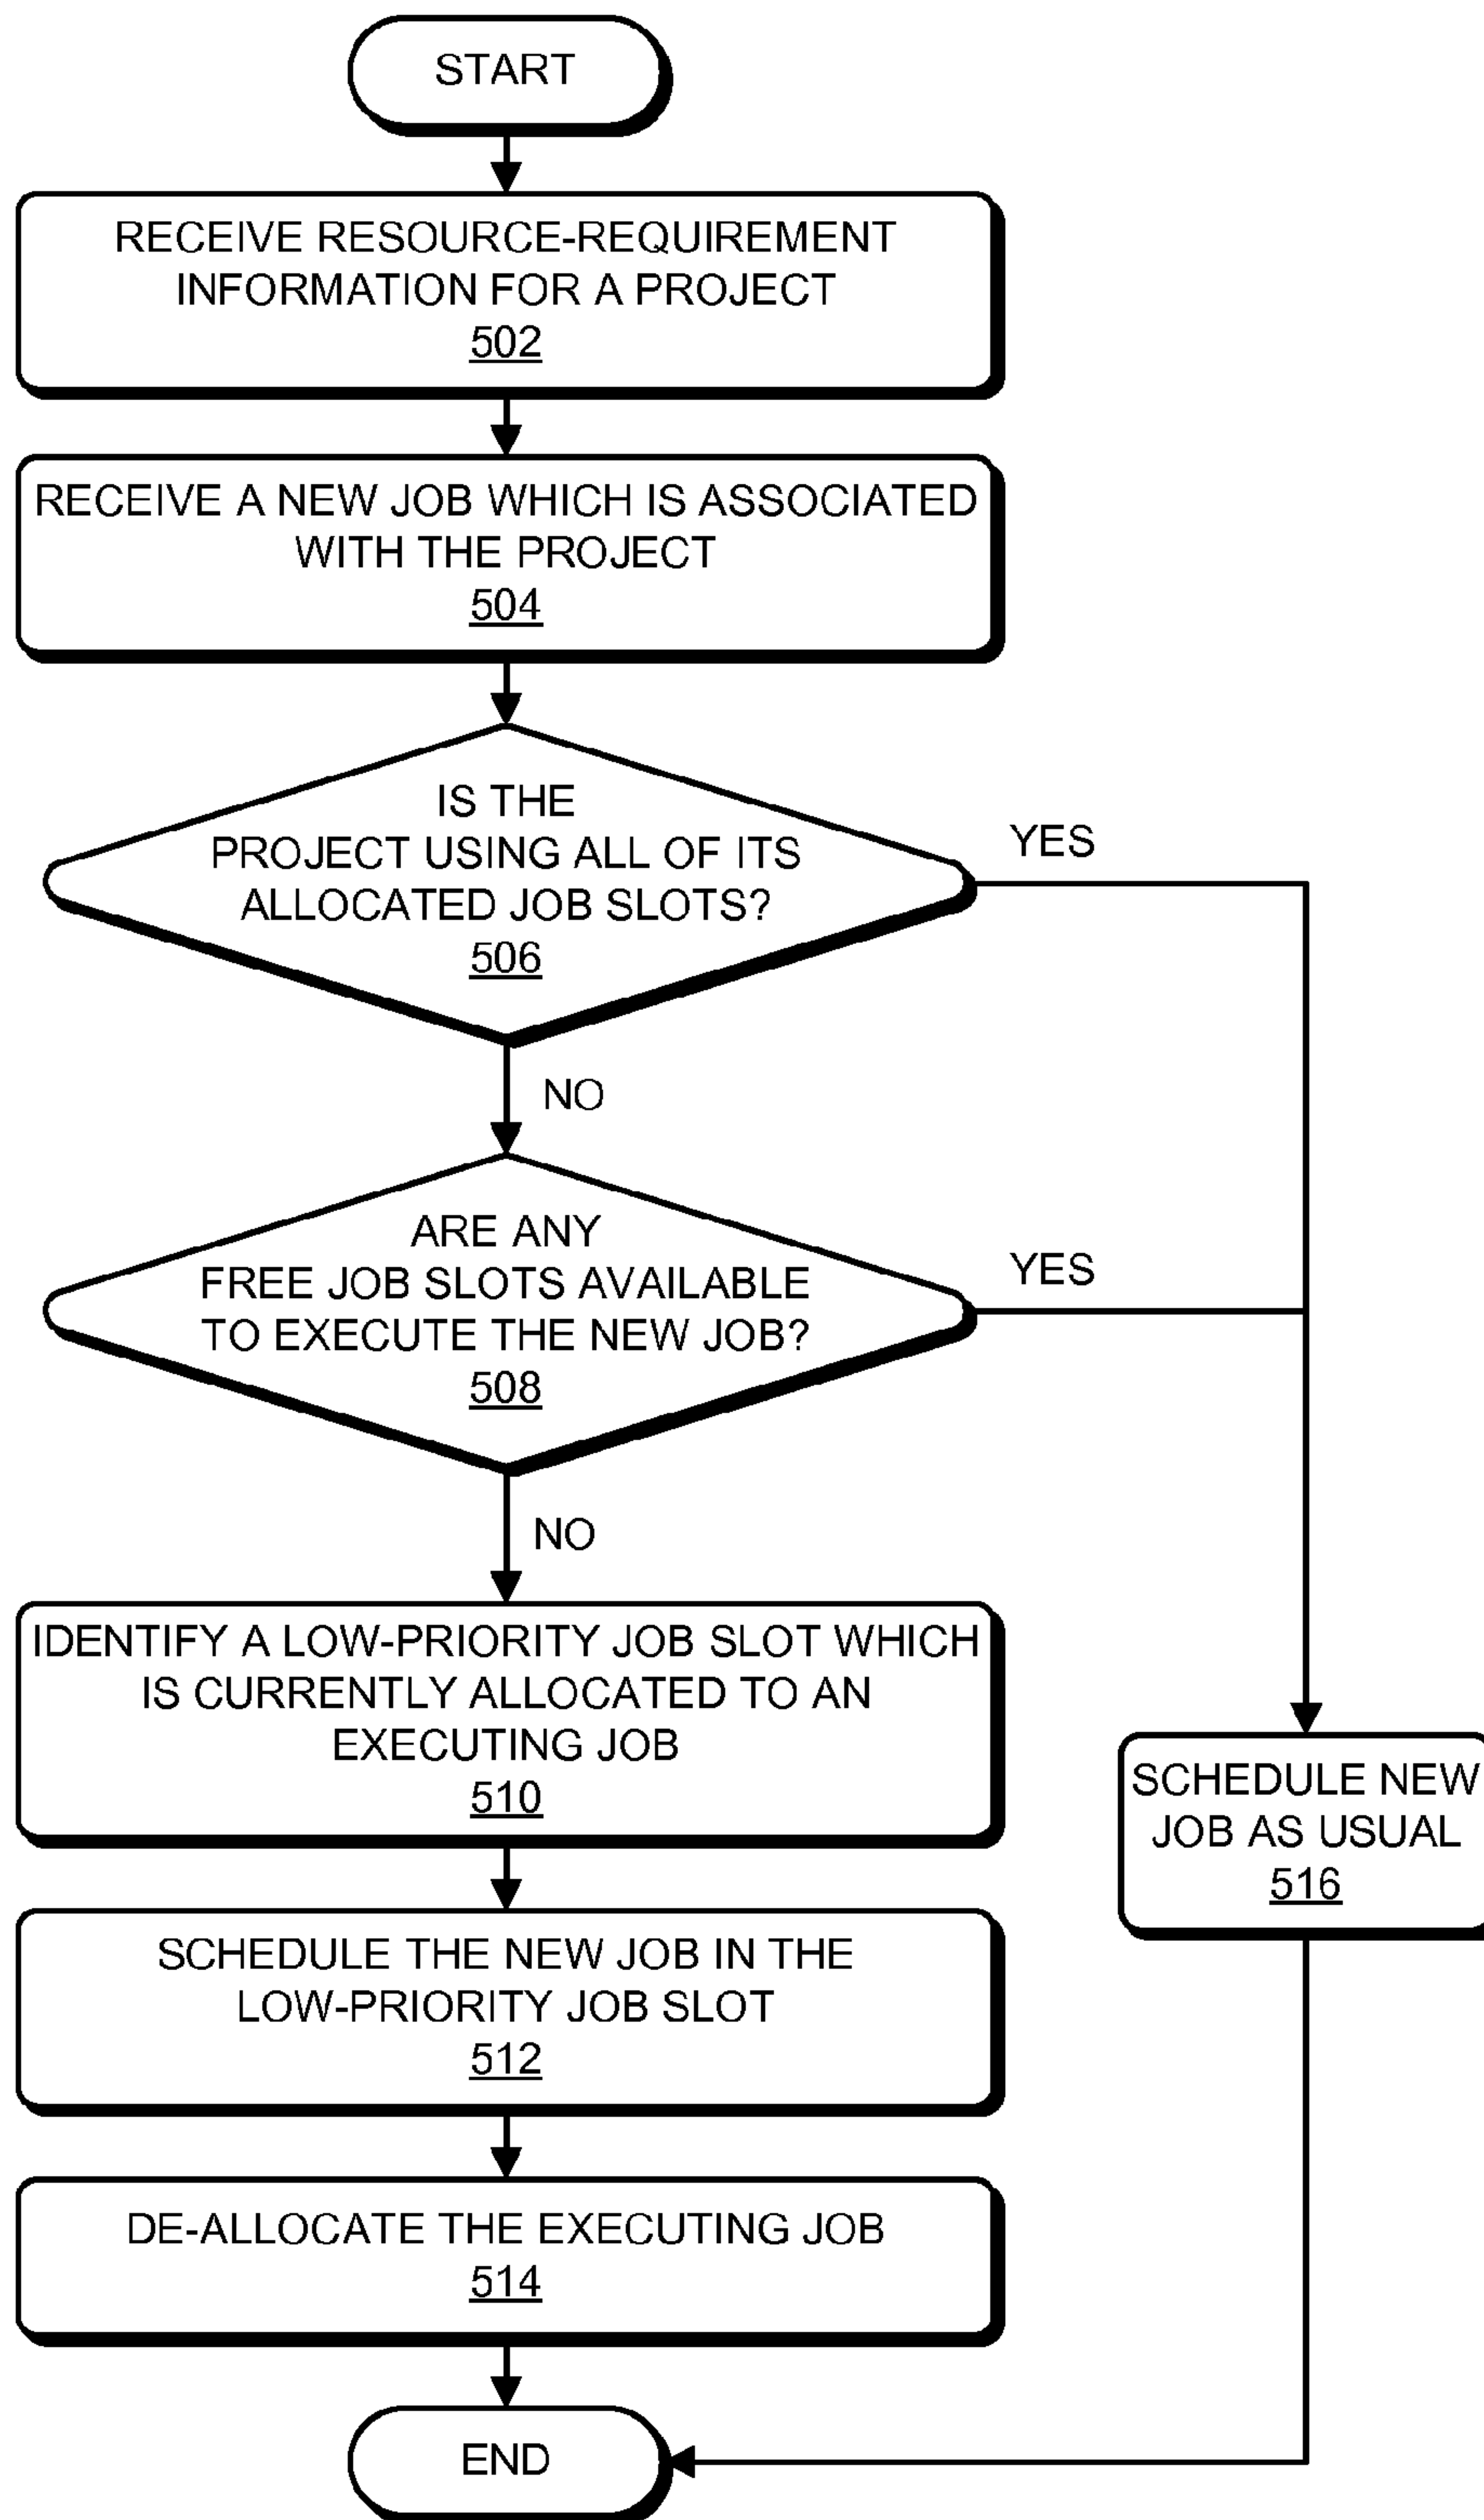 START
RECEIVE RESOURCE-REQUIREMENT
INFORMATION FOR A PROJECT
502
RECEIVE A NEW JOB WHICH IS ASSOCIATED
WITH THE PROJECT
504
IS THE
PROJECT USING ALL OF ITS
ALLOCATED JOB SLOTS?
506
YES
NO
ARE ANY
FREE JOB SLOTS AVAILABLE
TO EXECUTE THE NEW JOB?
508
YES
NO
IDENTIFY A LOW-PRIORITY JOB SLOT WHICH
IS CURRENTLY ALLOCATED TO AN
EXECUTING JOB
510
SCHEDULE NEW
JOB AS USUAL
516
SCHEDULE THE NEW JOB IN THE
LOW-PRIORITY JOB SLOT
512
DE-ALLOCATE THE EXECUTING JOB
514
END